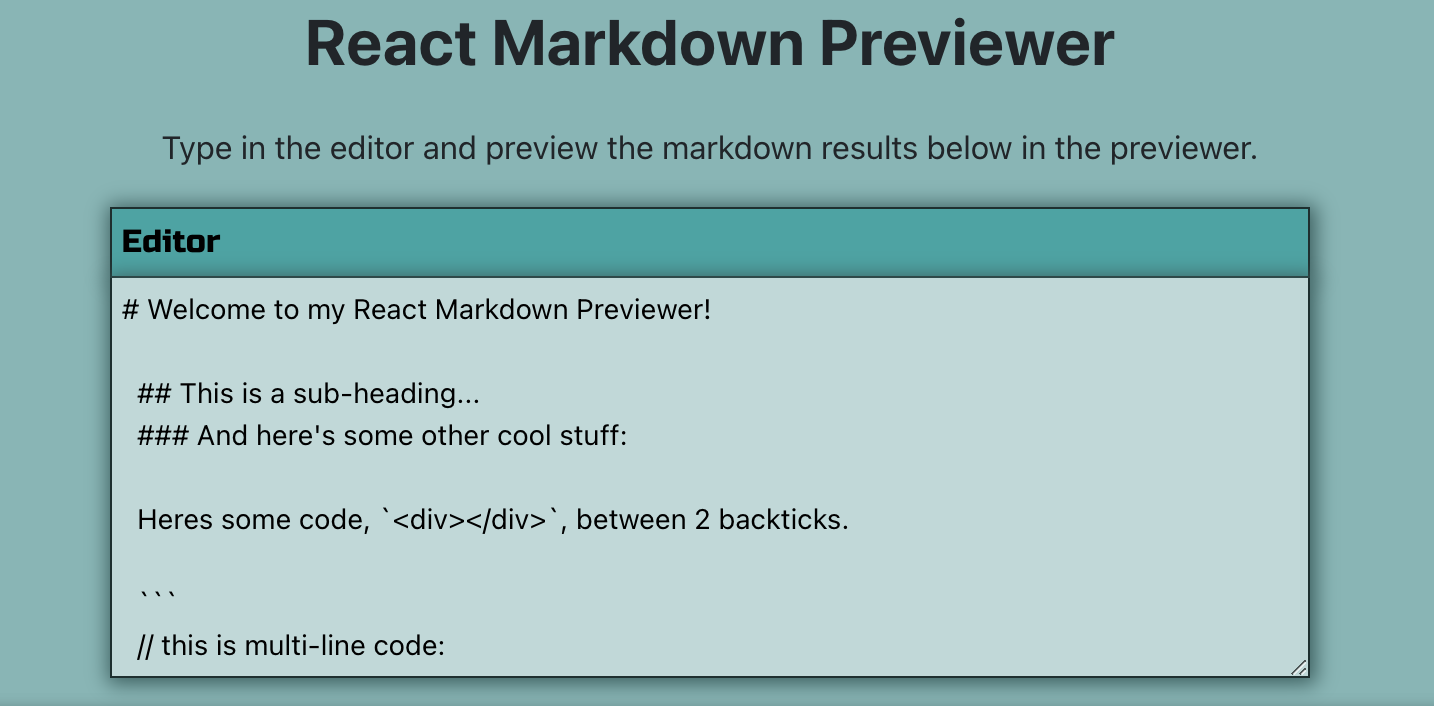 React Markdown Previewer
Type in the editor and preview the markdown results below in the previewer.
Editor
# Welcome to my React Markdown Previewer!
## This is a sub-heading...
### And here's some other cool stuff:
Heres some code, `<div></div>`, between 2 backticks.
```
// this is multi-line code: